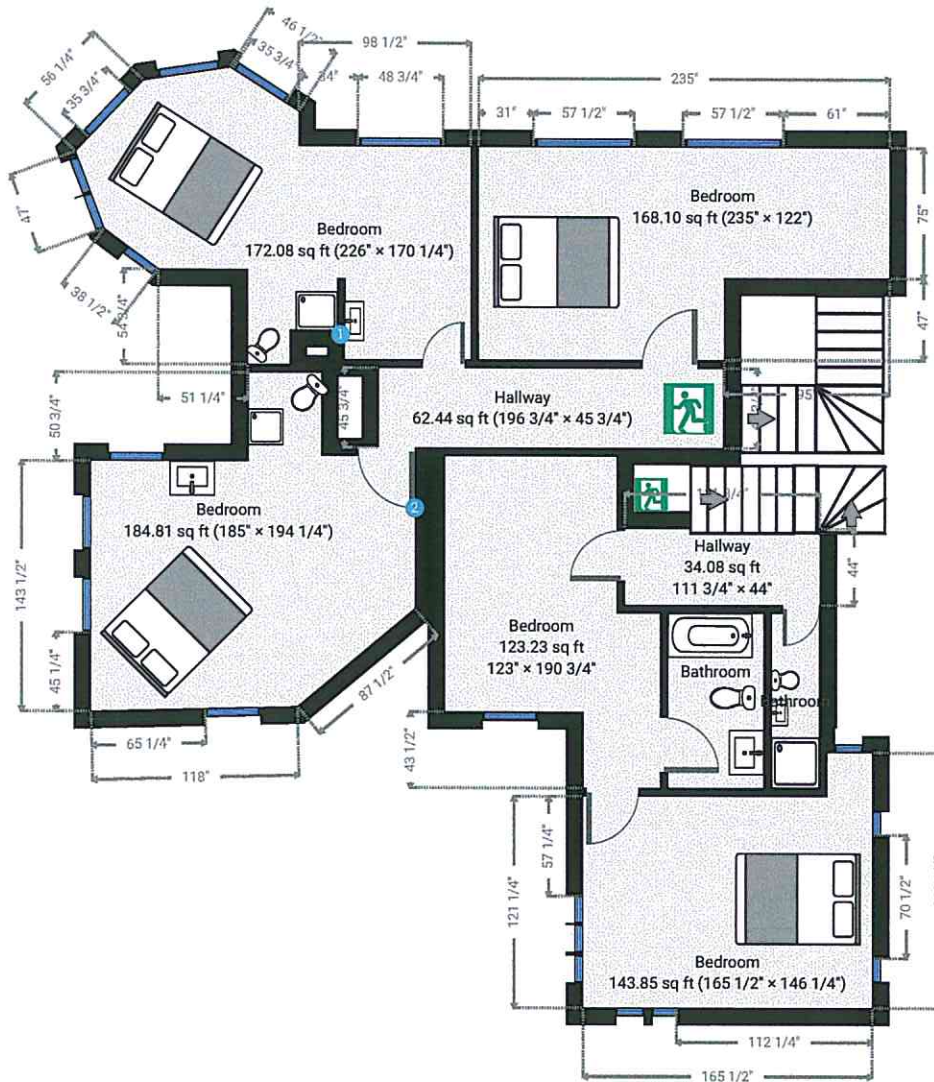 46 1/2"
98 1/2"
56 1/4"
35 3/4"
34"
48 3/4"
235"
35 3/4"
31"
57 1/2"
57 1/2"
61"
Bedroom
168.10 sq ft (235" × 122")
75"
47"
Bedroom
172.08 sq ft (226" × 170 1/4")
38 1/2"
54 3/4"
1
47"
51 1/4"
50 3/4"
45 3/4"
Hallway
62.44 sq ft (196 3/4" × 45 3/4")
95
Bedroom
184.81 sq ft (185" × 194 1/4")
2
143 1/2"
Hallway
34.08 sq ft
111 3/4" × 44"
44"
Bedroom
123.23 sq ft
123" × 190 3/4"
45 1/4"
87 1/2"
Bathroom
Bathroom
65 1/4"
43 1/2"
118"
57 1/4"
121 1/4"
70 1/2"
Bedroom
143.85 sq ft (165 1/2" × 146 1/4")
112 1/4"
165 1/2"